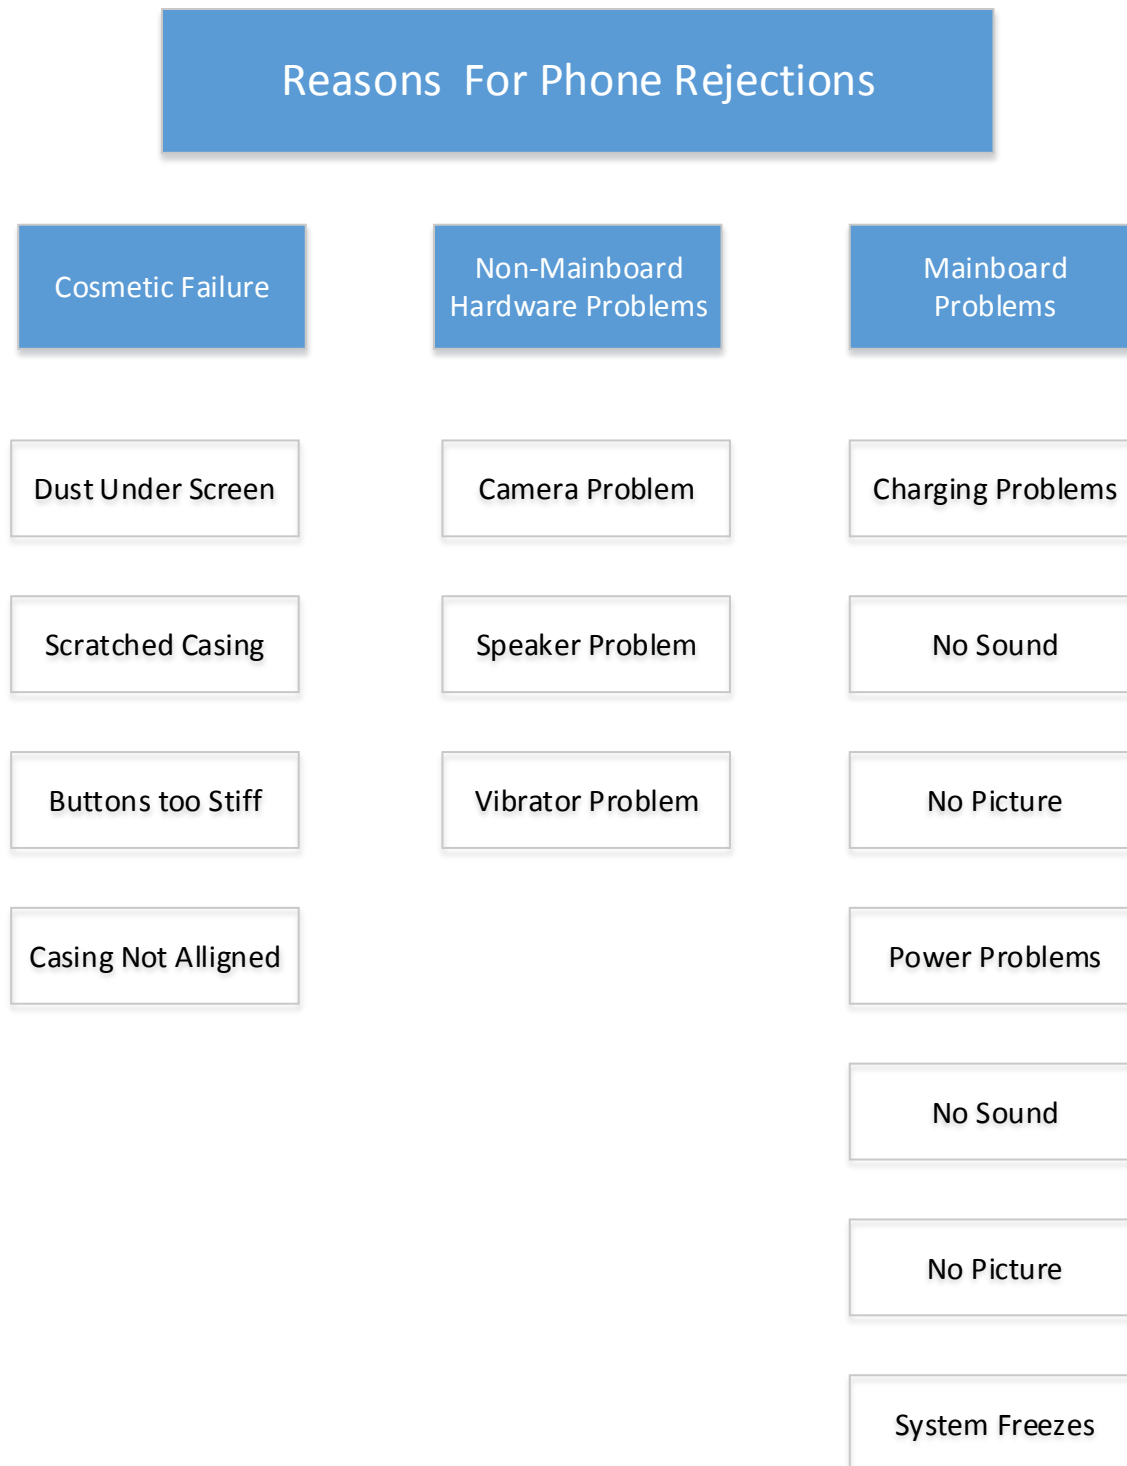 Reasons For Phone Rejections
Cosmetic Failure
Non-Mainboard
Hardware Problems
Mainboard
Problems
Dust Under Screen
Camera Problem
Charging Problems
Scratched Casing
Speaker Problem
No Sound
Buttons too Stiff
Vibrator Problem
No Picture
Casing Not Alligned
Power Problems
No Sound
No Picture
System Freezes